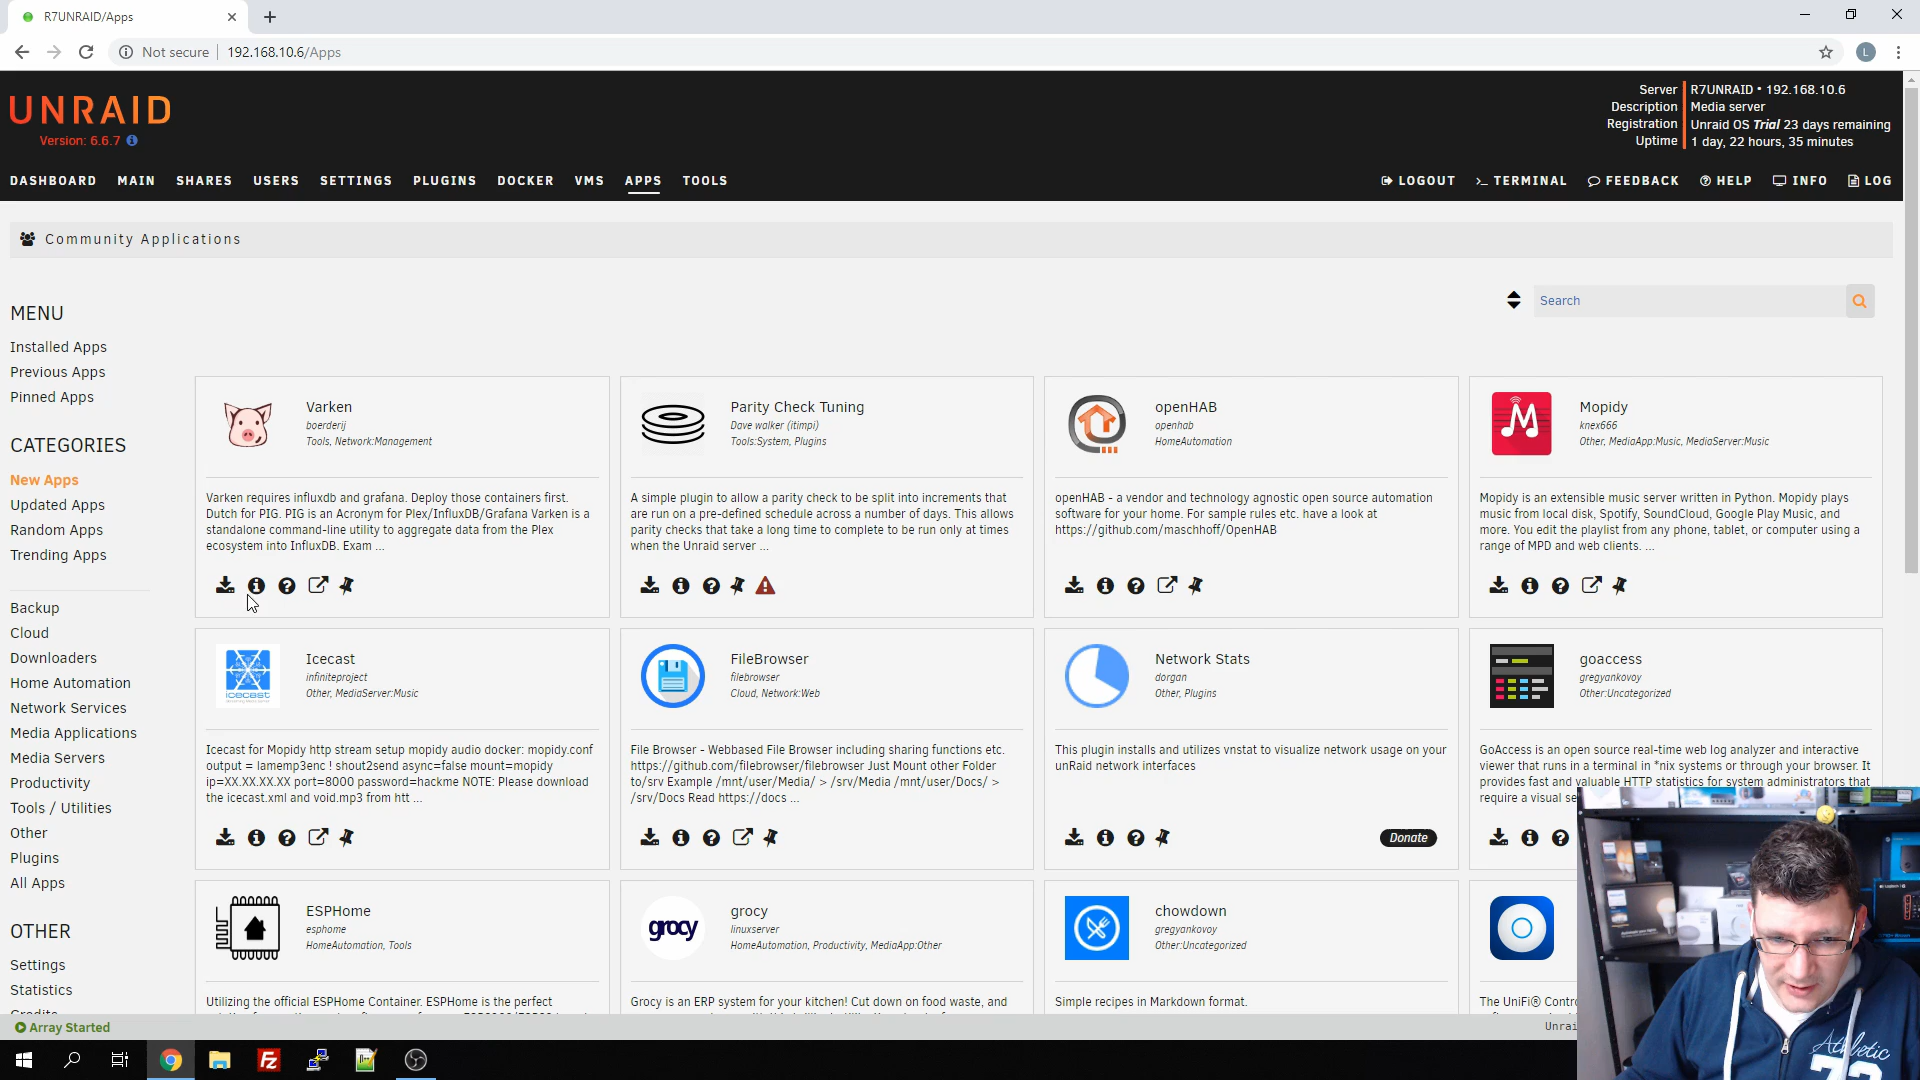 R7UNRAID/Apps
Not secure
192.168.10.6/Apps
L
UNRAID
Version: 6.6.7
Server
R7UNRAID • 192.168.10.6
Description
Media server
Registration
Unraid OS Trial 23 days remaining
Uptime
1 day, 22 hours, 35 minutes
DASHBOARD MAIN SHARES USERS SETTINGS PLUGINS DOCKER VMS APPS TOOLS
LOGOUT TERMINAL FEEDBACK HELP INFO LOG
Community Applications
Search
MENU
Installed Apps
Previous Apps
Pinned Apps
CATEGORIES
New Apps
Updated Apps
Random Apps
Trending Apps
Backup
Cloud
Downloaders
Home Automation
Network Services
Media Applications
Media Servers
Productivity
Tools / Utilities
Other
Plugins
All Apps
OTHER
Settings
Statistics
Credits
Varken
boerderij
Tools, Network:Management
Varken requires influxdb and grafana. Deploy those containers first.
Dutch for PIG. PIG is an Acronym for Plex/InfluxDB/Grafana Varken is a
standalone command-line utility to aggregate data from the Plex
ecosystem into InfluxDB. Exam ...
Parity Check Tuning
Dave walker (itimpi)
Tools:System, Plugins
A simple plugin to allow a parity check to be split into increments that
are run on a pre-defined schedule across a number of days. This allows
parity checks that take a long time to complete to be run only at times
when the Unraid server ...
openHAB
openhab
HomeAutomation
openHAB - a vendor and technology agnostic open source automation
software for your home. For sample rules etc. have a look at
https://github.com/maschhoff/OpenHAB
Mopidy
knex666
Other, MediaApp:Music, MediaServer:Music
Mopidy is an extensible music server written in Python. Mopidy plays
music from local disk, Spotify, SoundCloud, Google Play Music, and
more. You edit the playlist from any phone, tablet, or computer using a
range of MPD and web clients. ...
icecast
Icecast
infiniteproject
Other, MediaServer:Music
Icecast for Mopidy http stream setup mopidy audio docker: mopidy.conf
output = lamemp3enc ! shout2send async=false mount=mopidy
ip=XX.XX.XX.XX port=8000 password=hackme NOTE: Please download
the icecast.xml and void.mp3 from htt ...
FileBrowser
filebrowser
Cloud, Network:Web
File Browser - Webbased File Browser including sharing functions etc.
https://github.com/filebrowser/filebrowser Just Mount other Folder
to/srv Example /mnt/user/Media/ > /srv/Media /mnt/user/Docs/ >
/srv/Docs Read https://docs ...
Network Stats
dorgan
Other, Plugins
This plugin installs and utilizes vnstat to visualize network usage on your
unRaid network interfaces
Donate
goaccess
gregyankovoy
Other:Uncategorized
GoAccess is an open source real-time web log analyzer and interactive
viewer that runs in a terminal in *nix systems or through your browser. It
provides fast and valuable HTTP statistics for system administrators that
require a visual se
ESPHome
esphome
HomeAutomation, Tools
Utilizing the official ESPHome Container. ESPHome is the perfect
grocy
grocy
linuxserver
HomeAutomation, Productivity, MediaApp:Other
Grocy is an ERP system for your kitchen! Cut down on food waste, and
chowdown
gregyankovoy
Other:Uncategorized
Simple recipes in Markdown format.
The UniFi® Contro
Array Started
Unrai
Athletic
73